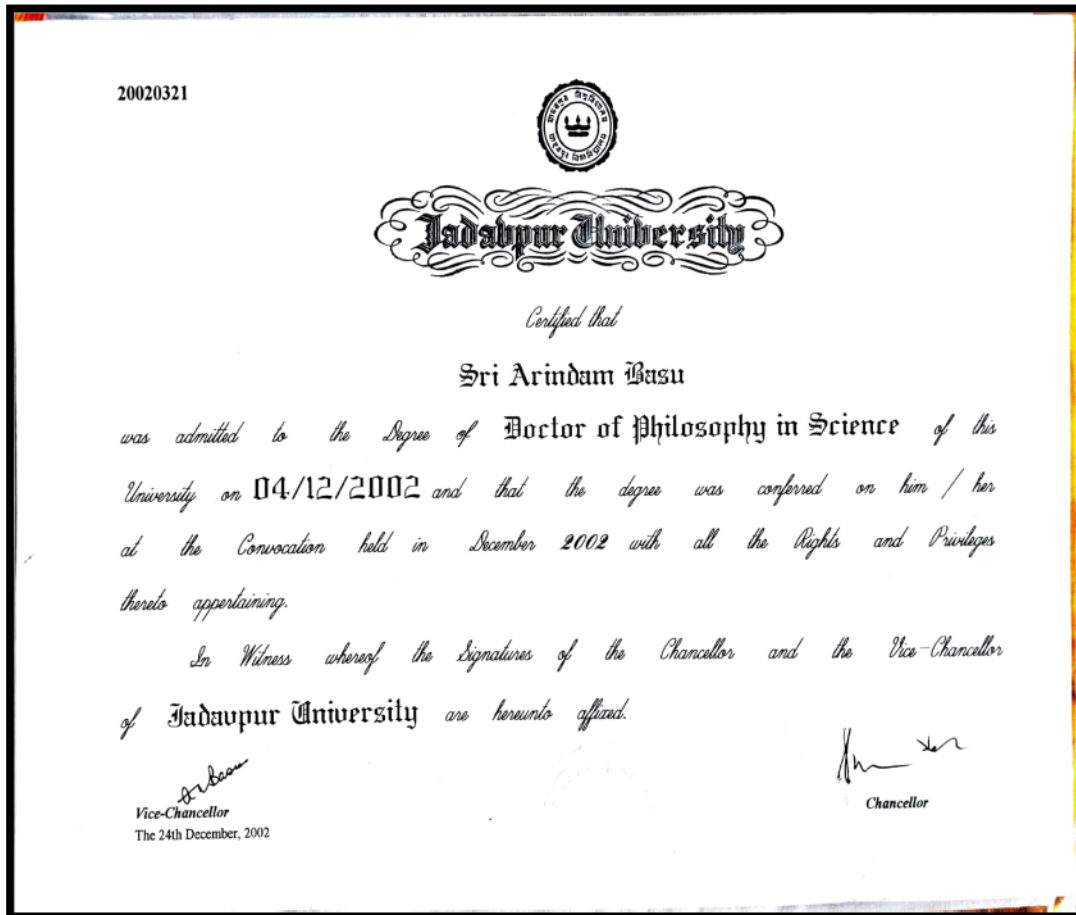 20020321
যাদবপুর বিশ্ববিদ্যালয়
Jadavpur University
Certified that
Sri Arindam Basu
was admitted to the Degree of Doctor of Philosophy in Science of this
University on 04/12/2002 and that the degree was conferred on him / her
at the Convocation held in December 2002 with all the Rights and Privileges
thereto appertaining.
In Witness whereof the Signatures of the Chancellor and the Vice-Chancellor
of Jadavpur University are hereunto affixed.
Vice-Chancellor
Chancellor
The 24th December, 2002